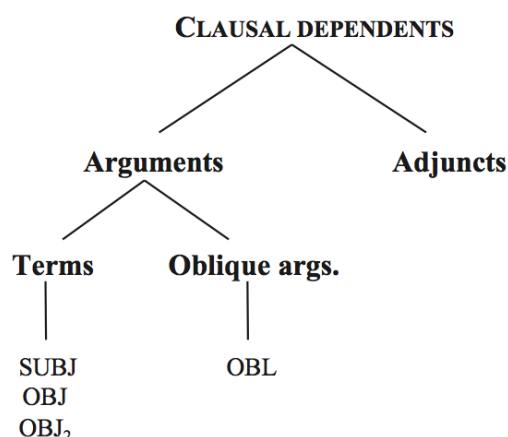 CLAUSAL DEPENDENTS
Arguments Adjuncts
Terms Oblique args.
SUBJ OBL
OBJ
OBJ₂